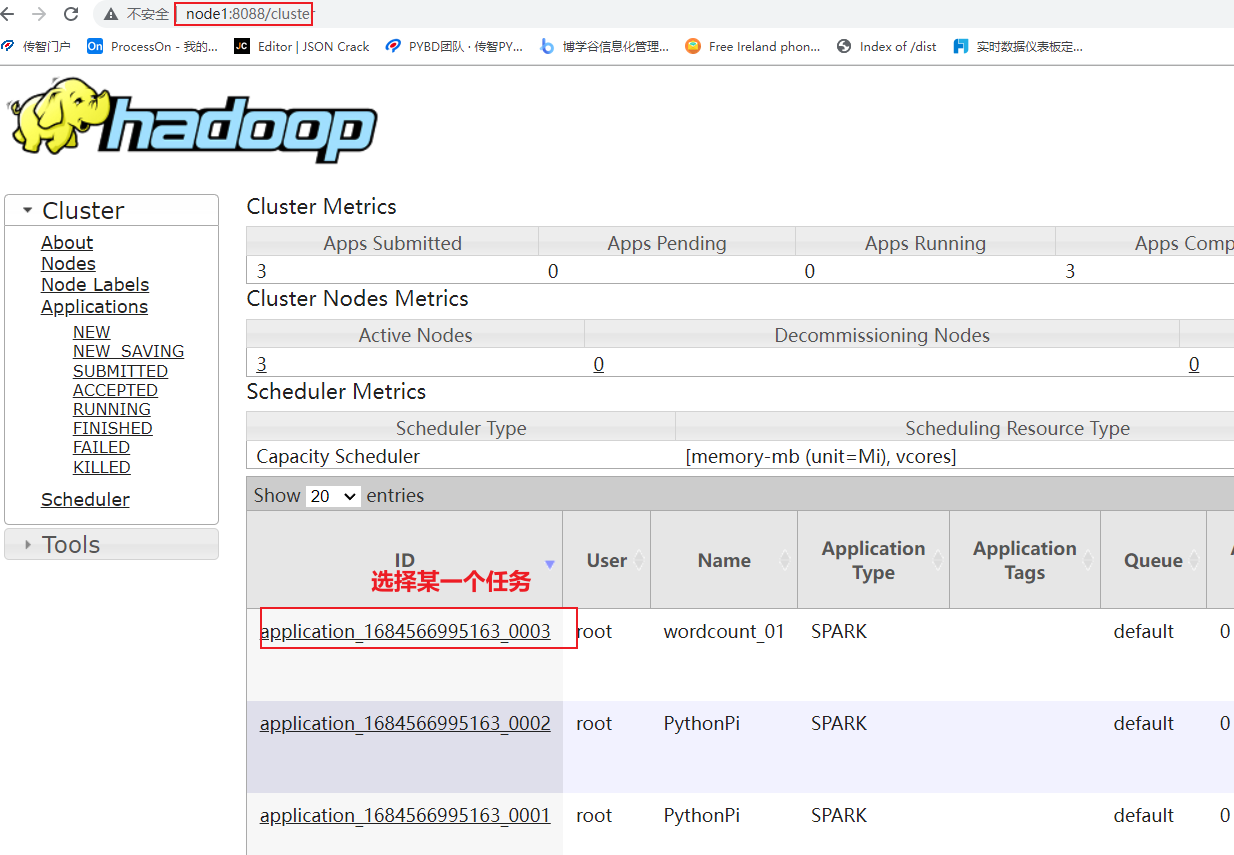 不安全 node1:8088/cluster
传智门户 On ProcessOn - 我的... JC Editor | JSON Crack PYBD团队 · 传智PY... 博学谷信息化管理... Free Ireland phon... Index of /dist 实时数据仪表板定...
hadoop
Cluster
About
Nodes
Node Labels
Applications
NEW
NEW_SAVING
SUBMITTED
ACCEPTED
RUNNING
FINISHED
FAILED
KILLED
Scheduler
Tools
Cluster Metrics
Apps Submitted Apps Pending Apps Running Apps Comp
3 0 0 3
Cluster Nodes Metrics
Active Nodes Decommissioning Nodes
3 0 0
Scheduler Metrics
Scheduler Type Scheduling Resource Type
Capacity Scheduler [memory-mb (unit=Mi), vcores]
Show 20 entries
ID User Name Application Type Application Tags Queue
选择某一个任务
application_1684566995163_0003 root wordcount_01 SPARK default 0
application_1684566995163_0002 root PythonPi SPARK default 0
application_1684566995163_0001 root PythonPi SPARK default 0